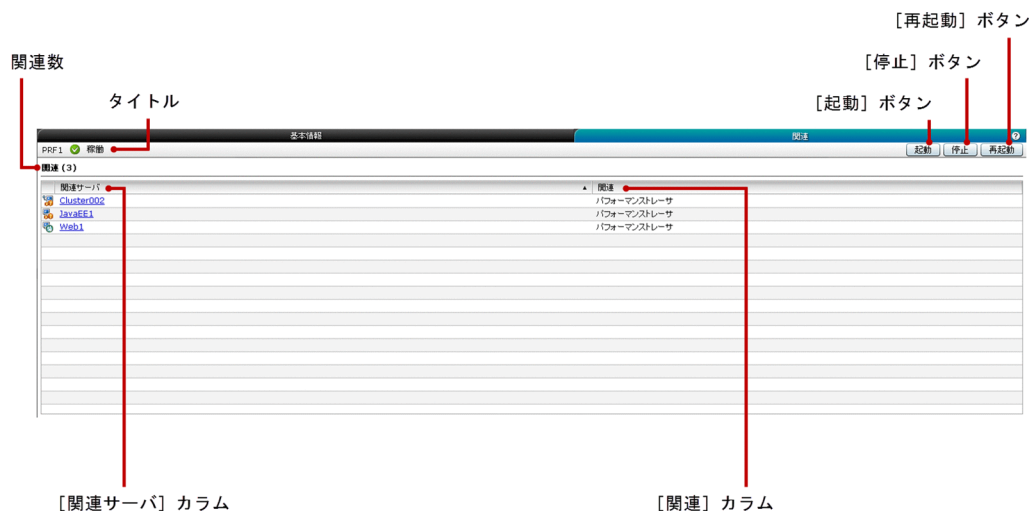 [再起動] ボタン
関連数
[停止] ボタン
タイトル
[起動] ボタン
基本情報 関連 ?
PRF1 稼働 起動 停止 再起動
関連 (3)
関連サーバ ▲ 関連
Cluster002 パフォーマンストレーサ
JavaEE1 パフォーマンストレーサ
Web1 パフォーマンストレーサ
[関連サーバ] カラム
[関連] カラム